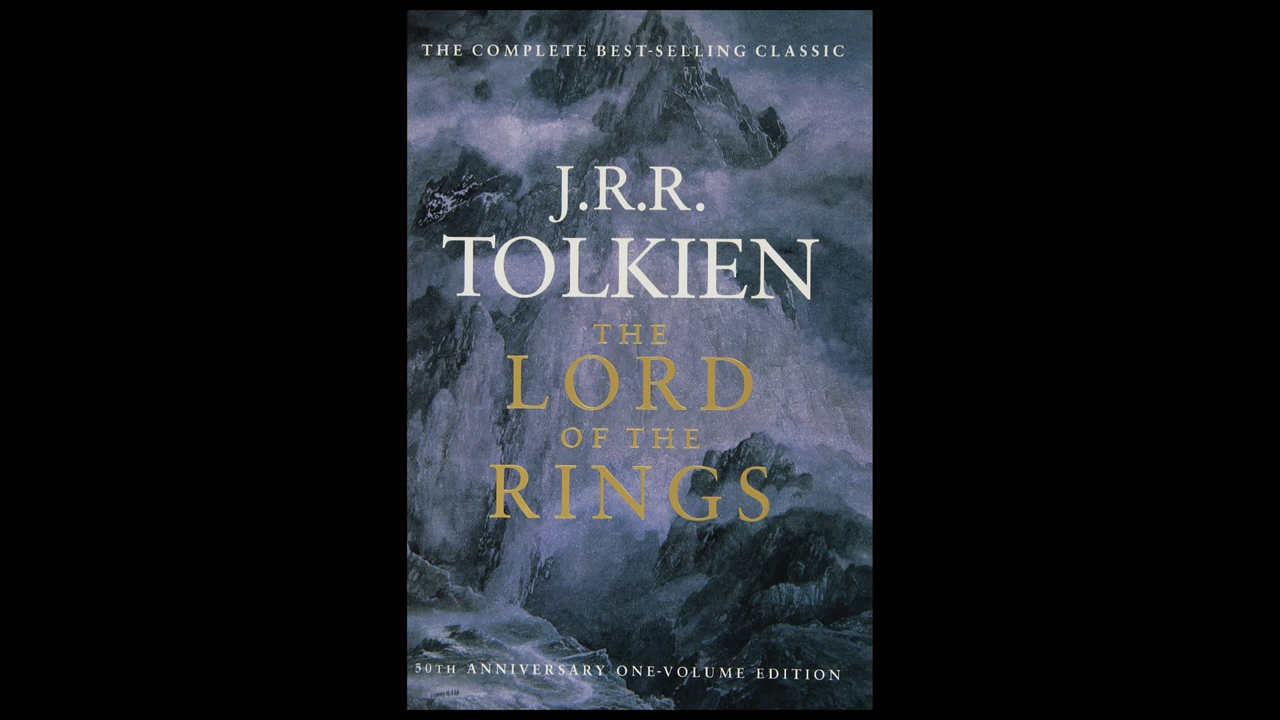 THE COMPLETE BEST-SELLING CLASSIC
J.R.R.
TOLKIEN
THE
LORD
OF THE
RINGS
50TH ANNIVERSARY ONE-VOLUME EDITION